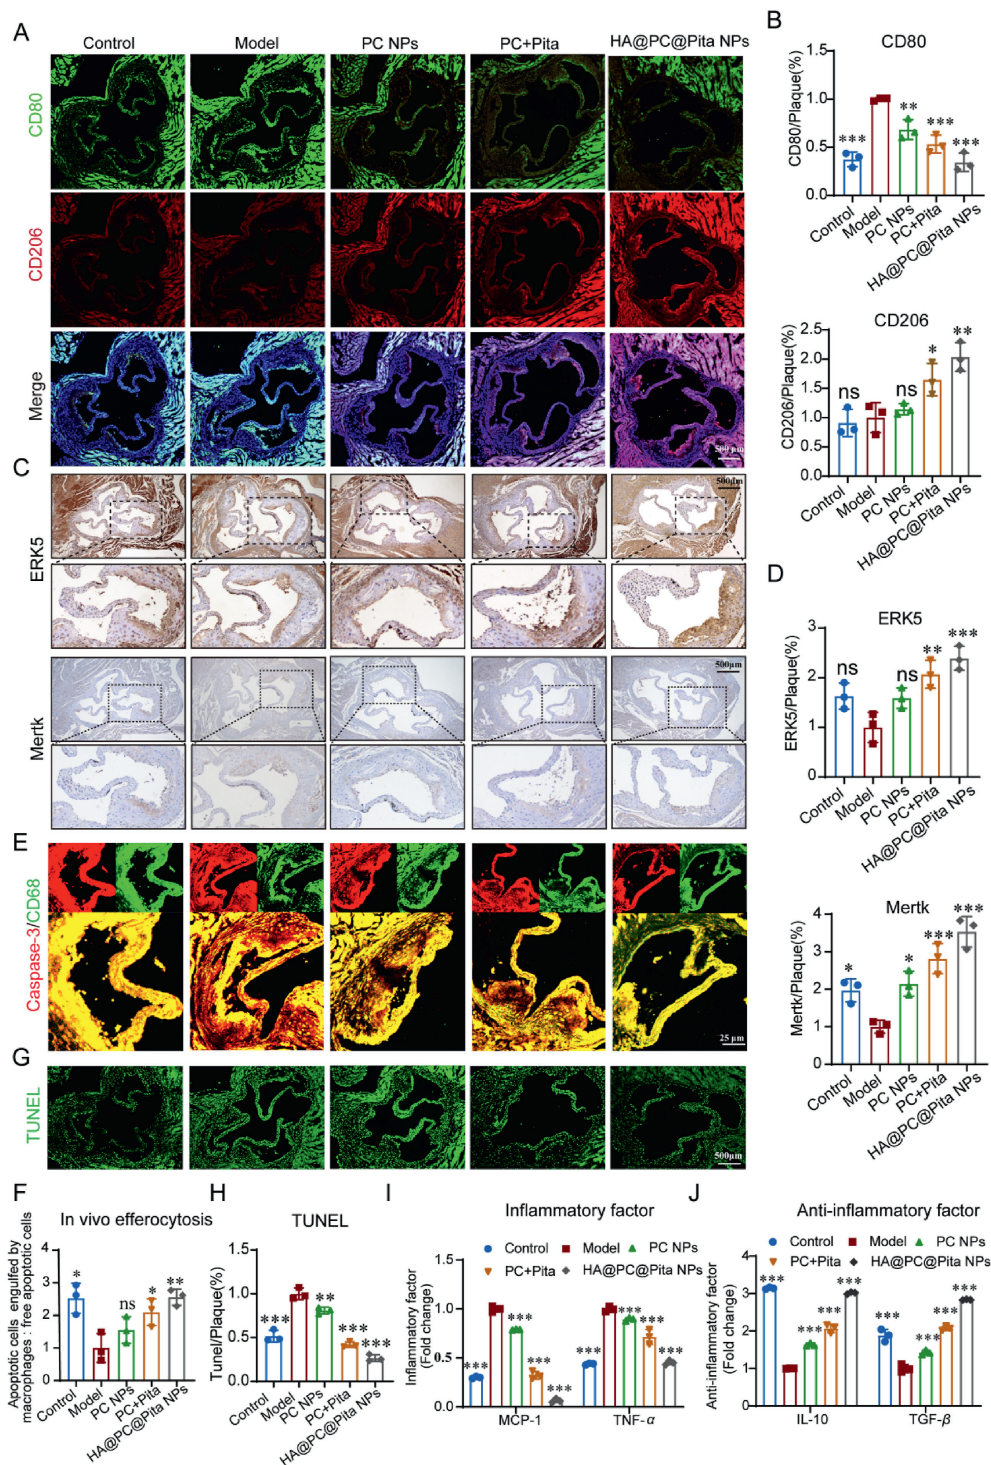 A
Control
Model
PC NPs
PC+Pita
HA@PC@Pita NPs
CD80
CD206
Merge
500 μm
B
CD80
CD80/Plaque(%)
1.5
1.0
0.5
0.0
***
**
***
***
Control
Model
PC NPs
PC+Pita
HA@PC@Pita NPs
CD206
CD206/Plaque(%)
2.5
2.0
1.5
1.0
0.5
0.0
ns
ns
*
**
Control
Model
PC NPs
PC+Pita
HA@PC@Pita NPs
C
ERK5
500μm
Mertk
500μm
D
ERK5
ERK5/Plaque(%)
3
2
1
0
ns
ns
**
***
Control
Model
PC NPs
PC+Pita
HA@PC@Pita NPs
Mertk
Mertk/Plaque(%)
4
3
2
1
0
*
*
***
***
Control
Model
PC NPs
PC+Pita
HA@PC@Pita NPs
E
Caspase-3/CD68
25 μm
G
TUNEL
500μm
F
In vivo efferocytosis
Apoptotic cells engulfed by
macrophages : free apoptotic cells
4
3
2
1
0
*
ns
*
**
Control
Model
PC NPs
PC+Pita
HA@PC@Pita NPs
H
TUNEL
Tunel/Plaque(%)
1.5
1.0
0.5
0.0
***
**
***
***
Control
Model
PC NPs
PC+Pita
HA@PC@Pita NPs
I
Inflammatory factor
Control
Model
PC NPs
PC+Pita
HA@PC@Pita NPs
Inflammatory factor
(Fold change)
1.5
1.0
0.5
0.0
***
***
***
***
***
***
***
***
MCP-1
TNF-α
J
Anti-inflammatory factor
Control
Model
PC NPs
PC+Pita
HA@PC@Pita NPs
Anti-inflammatory factor
(Fold change)
4
3
2
1
0
***
***
***
***
***
***
***
***
IL-10
TGF-β